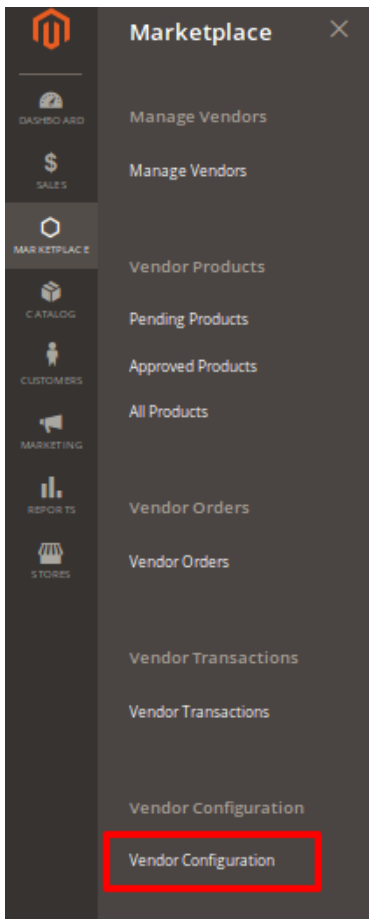 Marketplace
Manage Vendors
Manage Vendors
Vendor Products
Pending Products
Approved Products
All Products
Vendor Orders
Vendor Orders
Vendor Transactions
Vendor Transactions
Vendor Configuration
Vendor Configuration
DASHBOARD
$
SALES
MARKETPLACE
CATALOG
CUSTOMERS
MARKETING
REPORTS
STORES